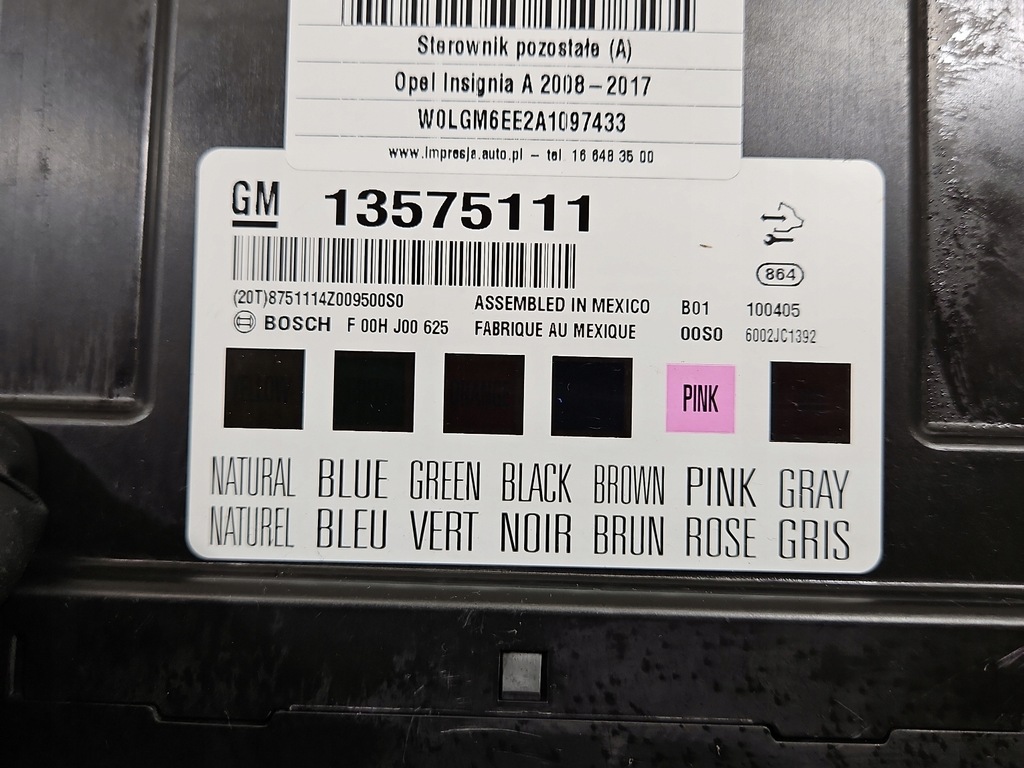 Sterownik pozostałe (A)
Opel Insignia A 2008-2017
W0LGM6EE2A1097433
www.impresja.auto.pl - tel. 16 648 35 00
GM 13575111
864
(20T)8751114Z009500S0 ASSEMBLED IN MEXICO B01 100405
BOSCH F 00H J00 625 FABRIQUE AU MEXIQUE 00S0 6002JC1392
PINK
NATURAL BLUE GREEN BLACK BROWN PINK GRAY
NATUREL BLEU VERT NOIR BRUN ROSE GRIS